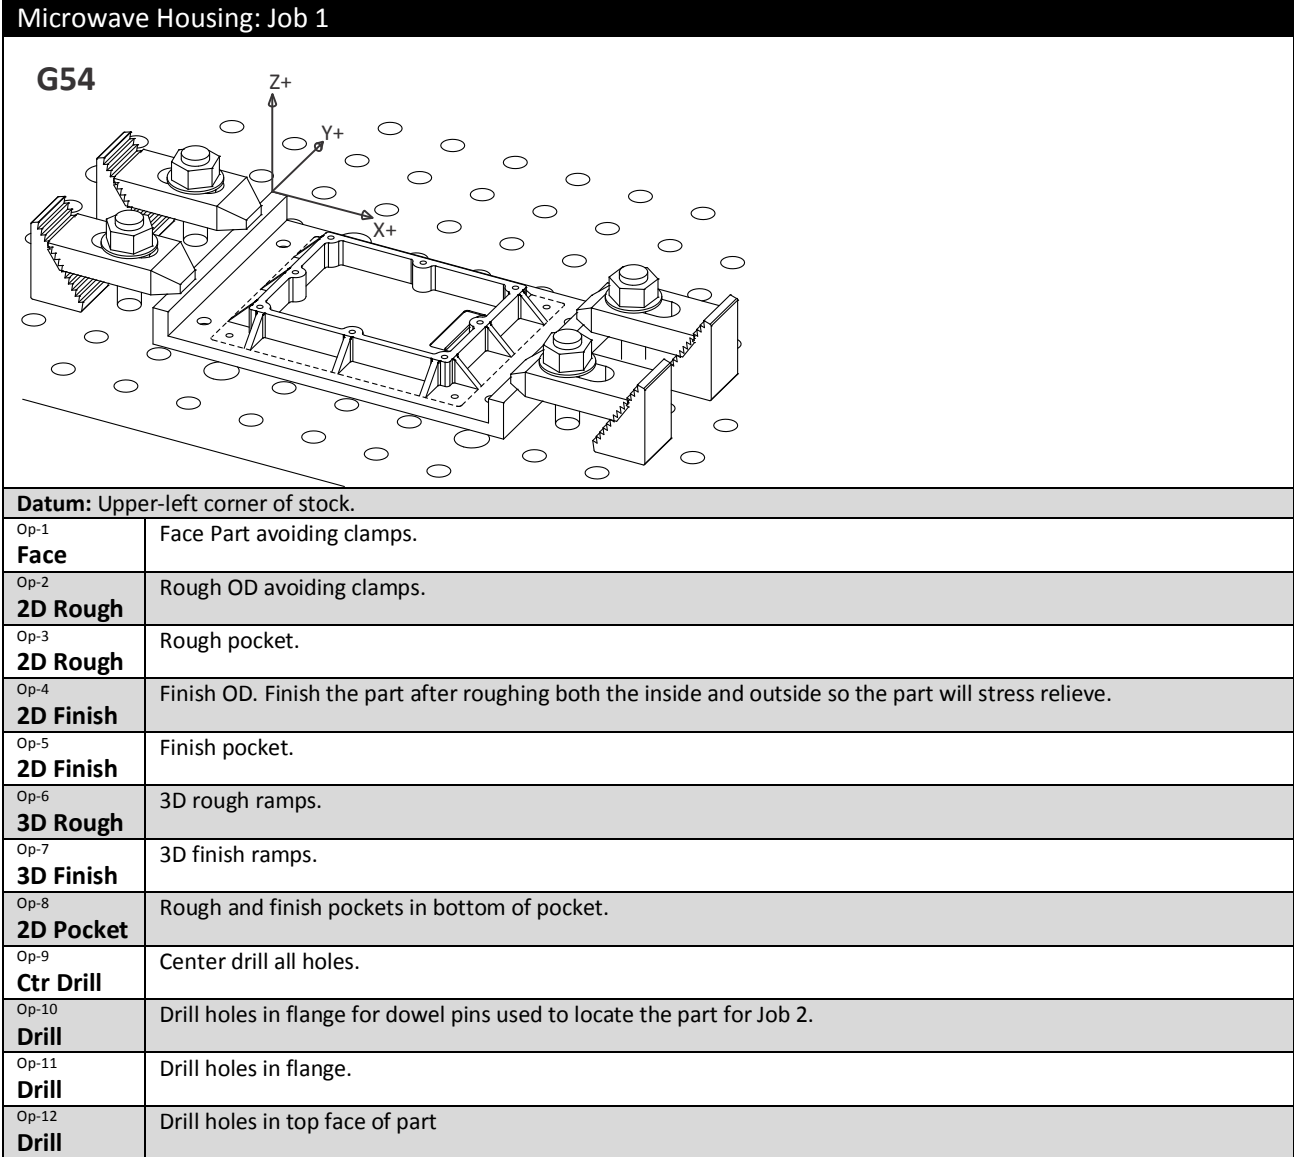 Microwave Housing: Job 1
G54
Z+
Y+
X+
Datum: Upper-left corner of stock.
Op-1
Face
Face Part avoiding clamps.
Op-2
2D Rough
Rough OD avoiding clamps.
Op-3
2D Rough
Rough pocket.
Op-4
2D Finish
Finish OD. Finish the part after roughing both the inside and outside so the part will stress relieve.
Op-5
2D Finish
Finish pocket.
Op-6
3D Rough
3D rough ramps.
Op-7
3D Finish
3D finish ramps.
Op-8
2D Pocket
Rough and finish pockets in bottom of pocket.
Op-9
Ctr Drill
Center drill all holes.
Op-10
Drill
Drill holes in flange for dowel pins used to locate the part for Job 2.
Op-11
Drill
Drill holes in flange.
Op-12
Drill
Drill holes in top face of part